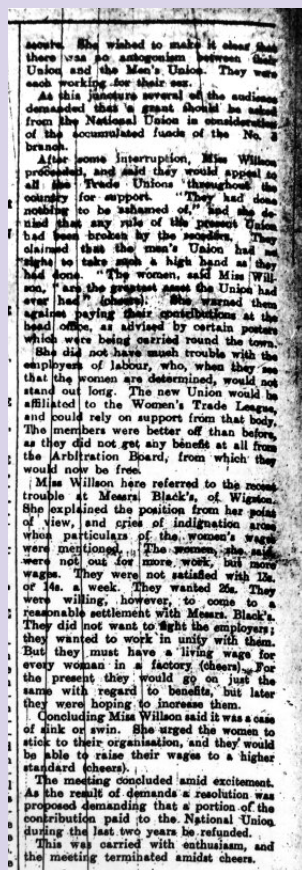 She wished to make it clear that
there was no antogonism between their
Union and the Men's Union. They were
each working for their sex.
At this juncture several of the audience
demanded that a grant should be asked
from the National Union in consideration
of the accumulated funds of the No. 3
branch.
After some interruption, Miss Willson
proceeded, and said they would appeal to
all the Trade Unions throughout the
country for support. "They had done
nothing to be ashamed of," and she de-
nied that any rule of the present Union
had been broken by the seceders. They
claimed that the men's Union had no
right to take such a high hand as they
had done. "The women, said Miss Will-
son, "are the greatest asset the Union had
ever had" (cheers). She warned them
against paying their contributions at the
head office, as advised by certain posters
which were being carried round the town.
She did not have much trouble with the
employers of labour, who, when they see
that the women are determined, would not
stand out long. The new Union would be
affiliated to the Women's Trade League,
and could rely on support from that body.
The members were better off than before,
as they did not get any benefit at all from
the Arbitration Board, from which they
would now be free.
Miss Willson here referred to the recent
trouble at Messrs. Black's, of Wigston.
She explained the position from her point
of view, and cries of indignation arose
when particulars of the women's wages
were mentioned. The women, she said,
were not out for more work, but more
wages. They were not satisfied with 13s.
or 14s. a week. They wanted 25s. They
were willing, however, to come to a
reasonable settlement with Messrs. Black's.
They did not want to fight the employers;
they wanted to work in unity with them.
But they must have a living wage for
every woman in a factory (cheers). For
the present they would go on just the
same with regard to benefits, but later
they were hoping to increase them.
Concluding Miss Willson said it was a case
of sink or swin. She urged the women to
stick to their organisation, and they would
be able to raise their wages to a higher
standard (cheers).
The meeting concluded amid excitement.
As the result of demands a resolution was
proposed demanding that a portion of the
contribution paid to the National Union
during the last two years be refunded.
This was carried with enthusiasm, and
the meeting terminated amidst cheers.